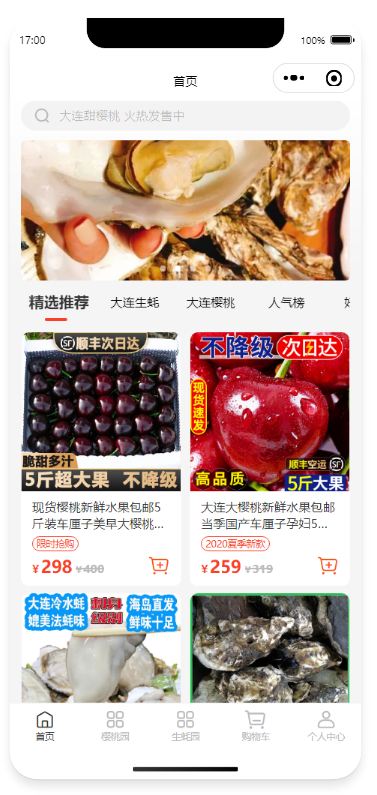 17:00
100%
首页
大连甜樱桃 火热发售中
精选推荐
大连生蚝
大连樱桃
人气榜
SF 顺丰次日达
脆甜多汁
5斤超大果 不降级
不降级 次日达
现货速发
高品质
顺丰空运 SF
5斤大果
现货樱桃新鲜水果包邮5
斤装车厘子美早大樱桃...
限时抢购
¥298 ¥400
大连大樱桃新鲜水果包邮
当季国产车厘子孕妇5...
2020夏季新款
¥259 ¥319
大连冷水蚝
媲美法蚝味
刺身
级别
海岛直发
鲜味十足
首页
樱桃园
生蚝园
购物车
个人中心